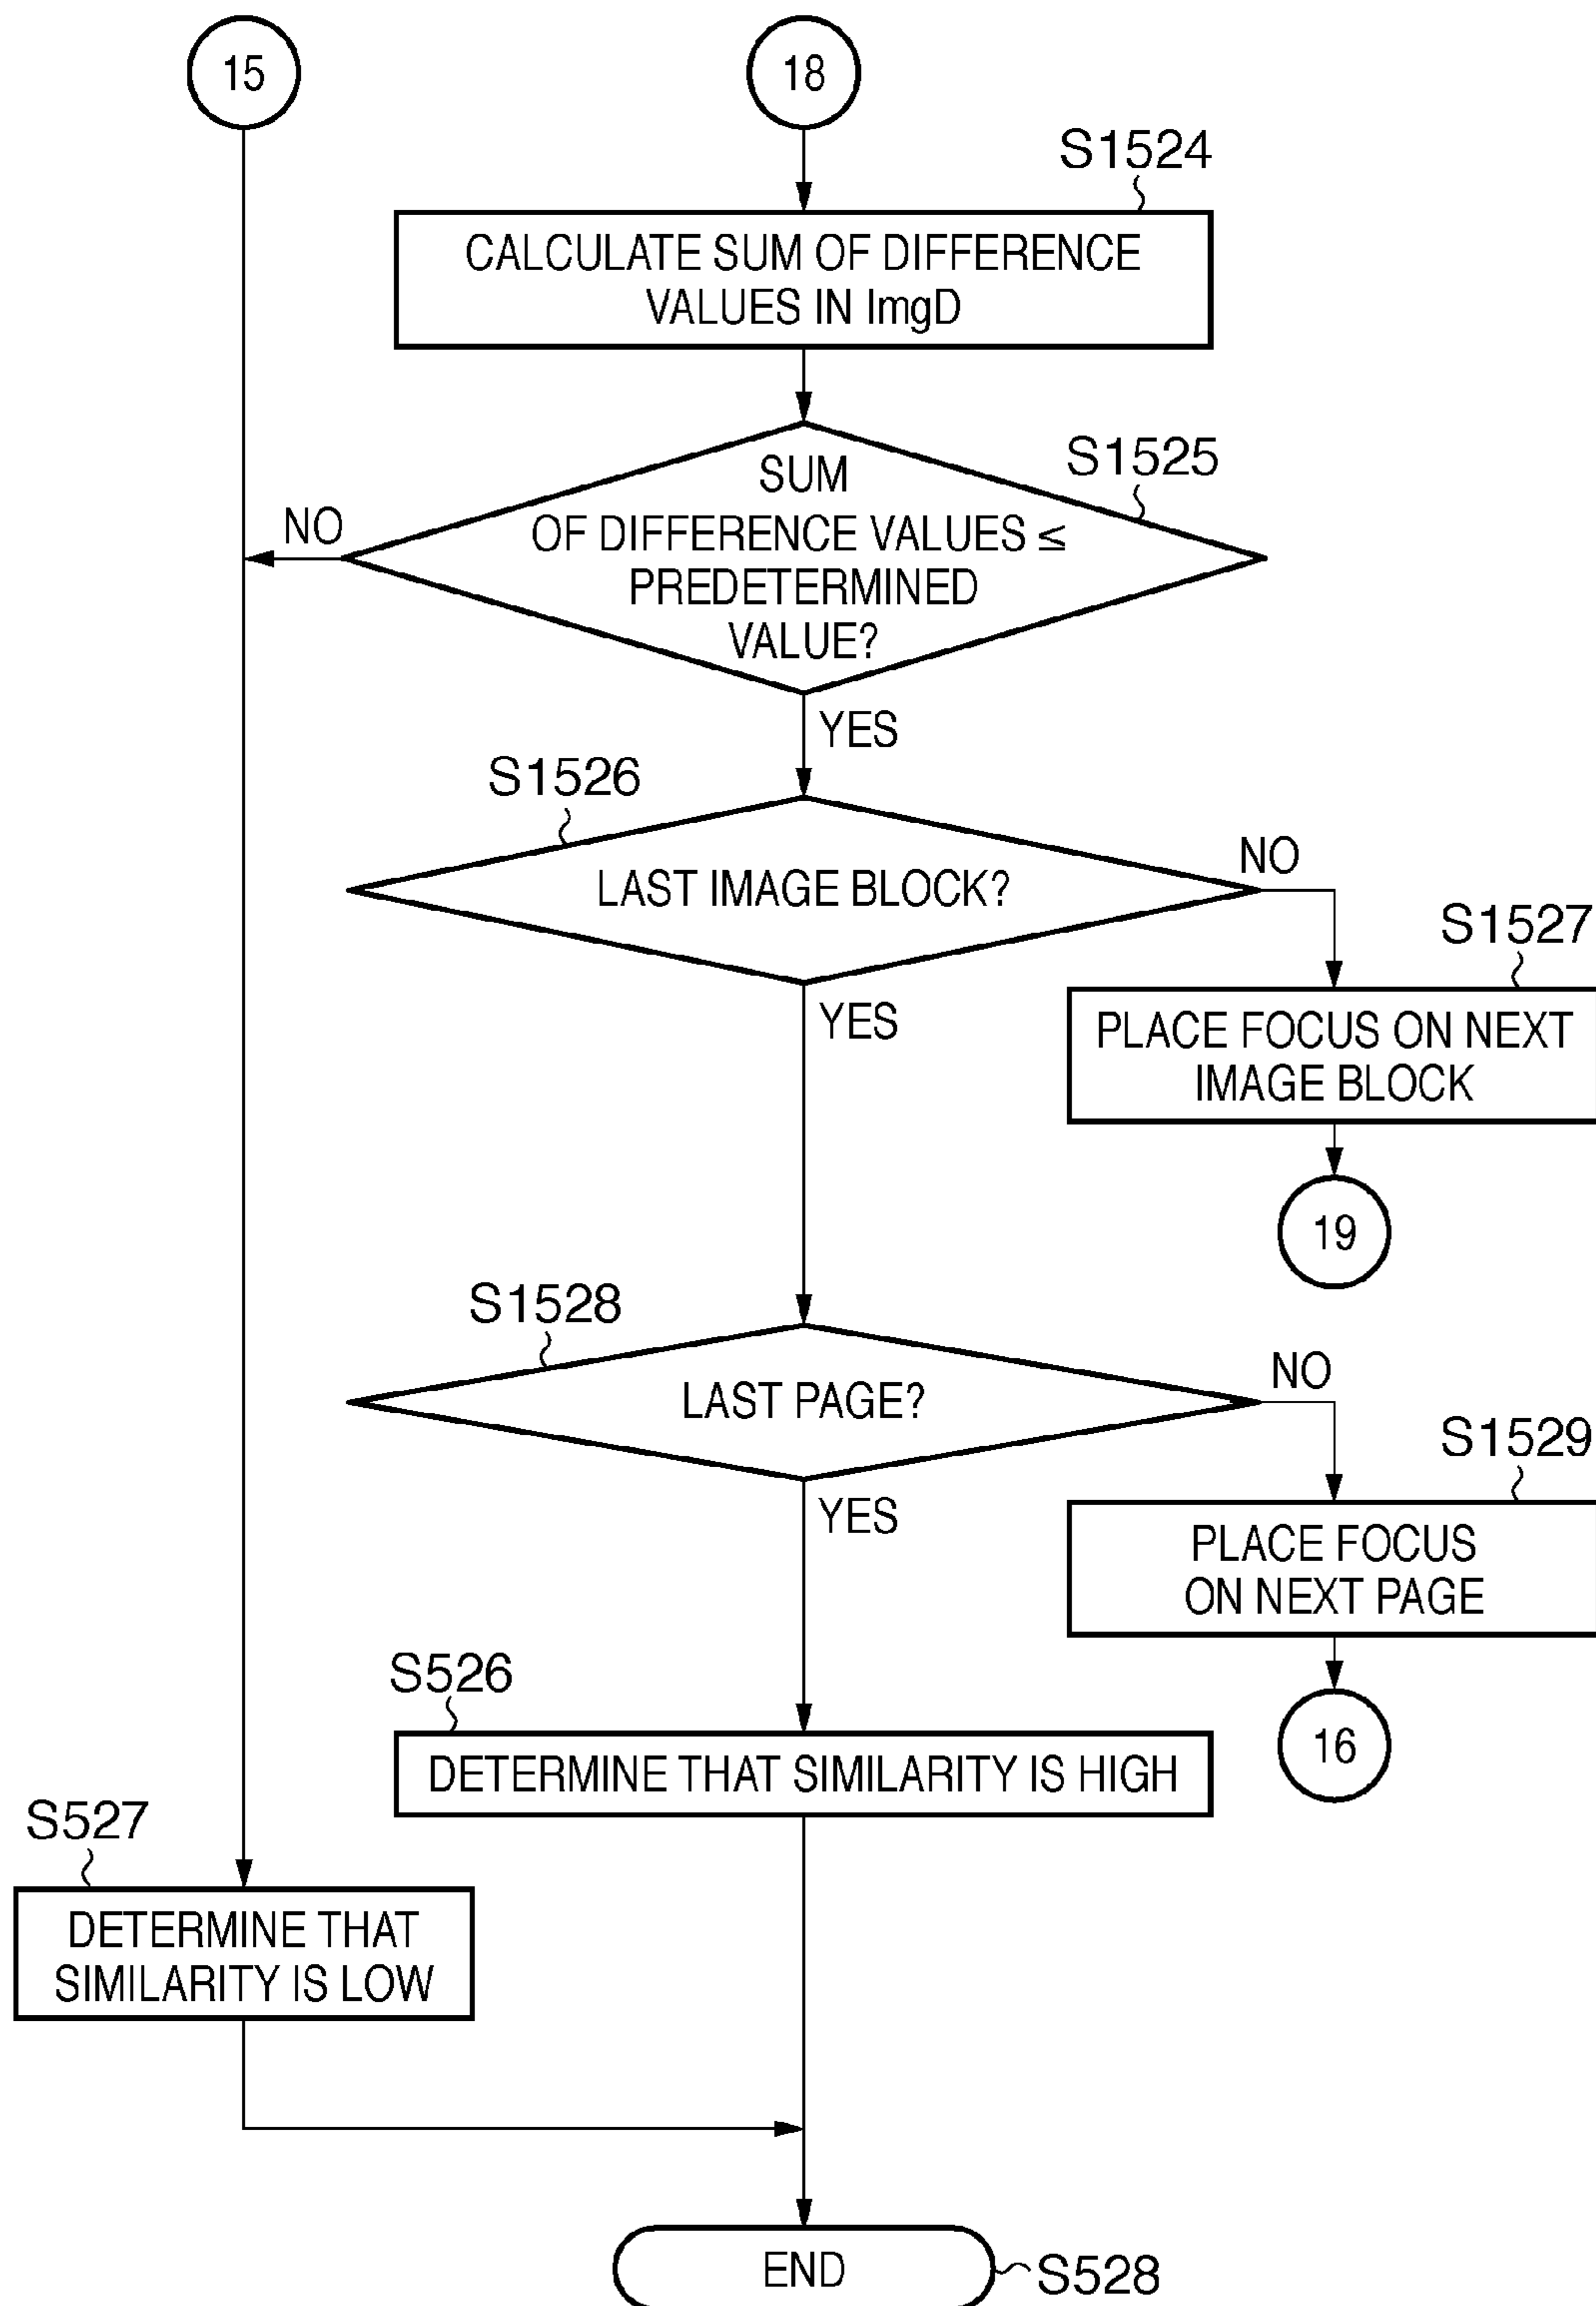 15
18
S1524
CALCULATE SUM OF DIFFERENCE
VALUES IN ImgD
S1525
SUM
OF DIFFERENCE VALUES ≤
PREDETERMINED
VALUE?
NO
YES
S1526
LAST IMAGE BLOCK?
NO
YES
S1527
PLACE FOCUS ON NEXT
IMAGE BLOCK
19
S1528
LAST PAGE?
NO
YES
S1529
PLACE FOCUS
ON NEXT PAGE
16
S526
DETERMINE THAT SIMILARITY IS HIGH
S527
DETERMINE THAT
SIMILARITY IS LOW
END
S528